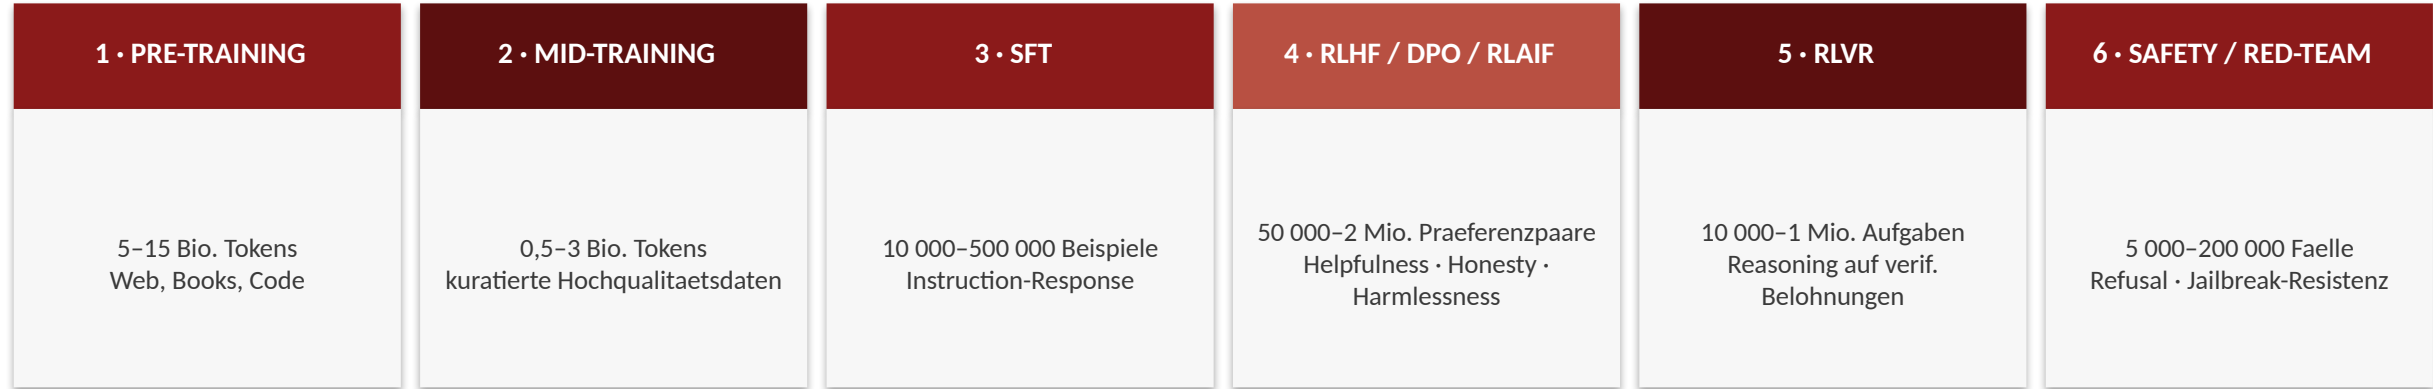 1 · PRE-TRAINING
5–15 Bio. Tokens
Web, Books, Code
2 · MID-TRAINING
0,5–3 Bio. Tokens
kuratierte Hochqualitaetsdaten
3 · SFT
10 000–500 000 Beispiele
Instruction-Response
4 · RLHF / DPO / RLAIF
50 000–2 Mio. Praeferenzpaare
Helpfulness · Honesty ·
Harmlessness
5 · RLVR
10 000–1 Mio. Aufgaben
Reasoning auf verif.
Belohnungen
6 · SAFETY / RED-TEAM
5 000–200 000 Faelle
Refusal · Jailbreak-Resistenz